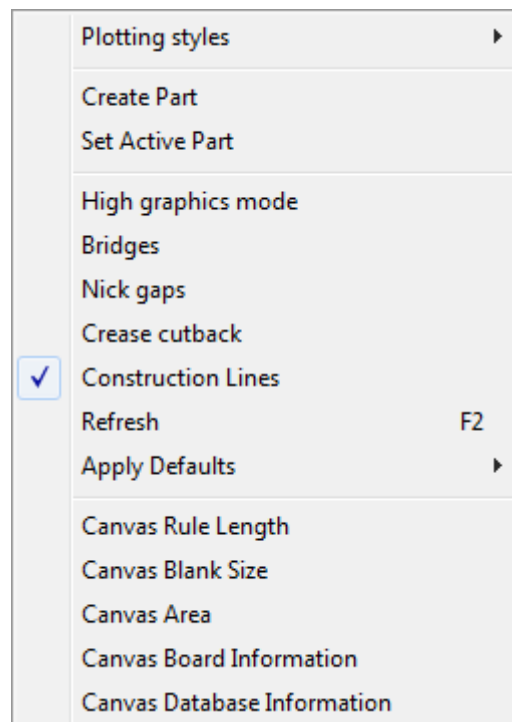 Plotting styles
Create Part
Set Active Part
High graphics mode
Bridges
Nick gaps
Crease cutback
Construction Lines
Refresh F2
Apply Defaults
Canvas Rule Length
Canvas Blank Size
Canvas Area
Canvas Board Information
Canvas Database Information